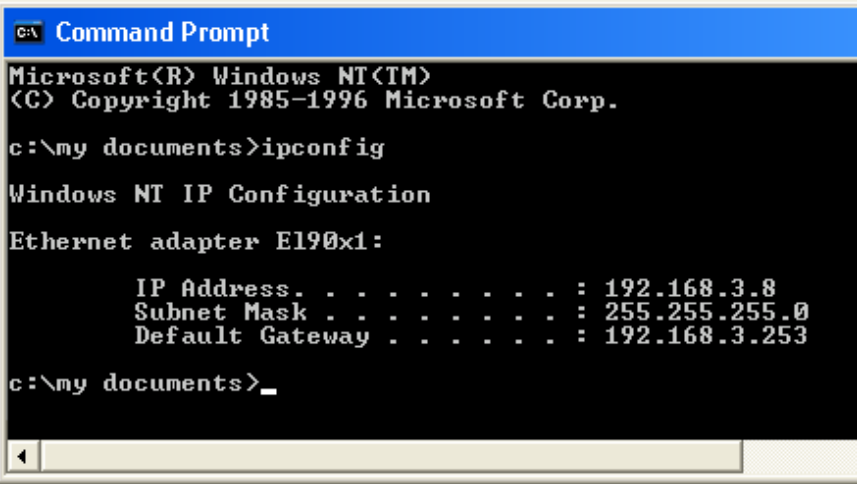 C:\ Command Prompt
Microsoft(R) Windows NT(TM)
(C) Copyright 1985-1996 Microsoft Corp.
c:\my documents>ipconfig
Windows NT IP Configuration
Ethernet adapter El90x1:
IP Address. . . . . . . . . : 192.168.3.8
Subnet Mask . . . . . . . . : 255.255.255.0
Default Gateway . . . . . . : 192.168.3.253
c:\my documents>_